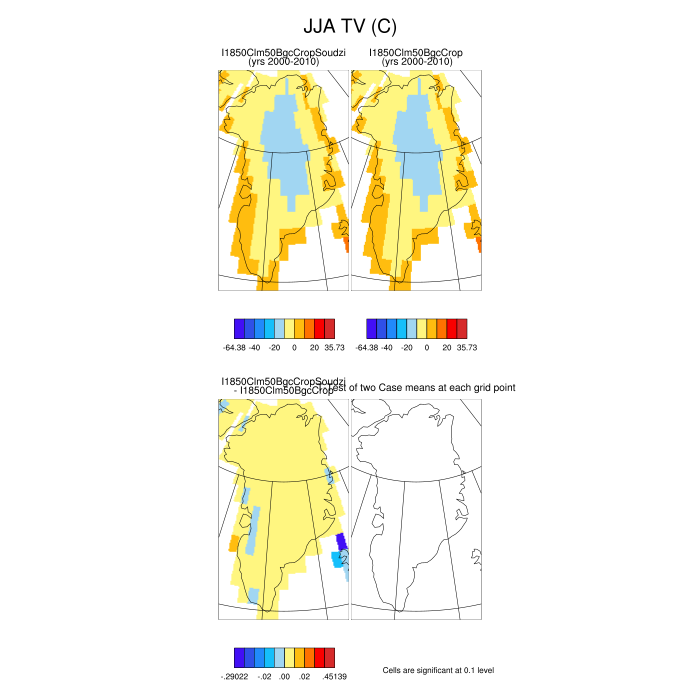 JJA TV (C)
I1850Clm50BgcCropSoudzi
(yrs 2000-2010)
I1850Clm50BgcCrop
(yrs 2000-2010)
-64.38 -40 -20 0 20 35.73
-64.38 -40 -20 0 20 35.73
I1850Clm50BgcCropSoudzi
- I1850Clm50BgcCrop
Test of two Case means at each grid point
-.29022 -.02 .00 .02 .45139
Cells are significant at 0.1 level